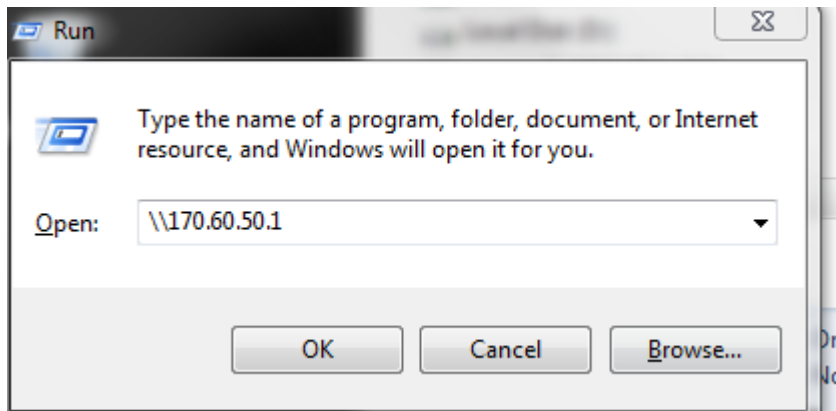 Run
Type the name of a program, folder, document, or Internet
resource, and Windows will open it for you.
Open: \\170.60.50.1
OK Cancel Browse...